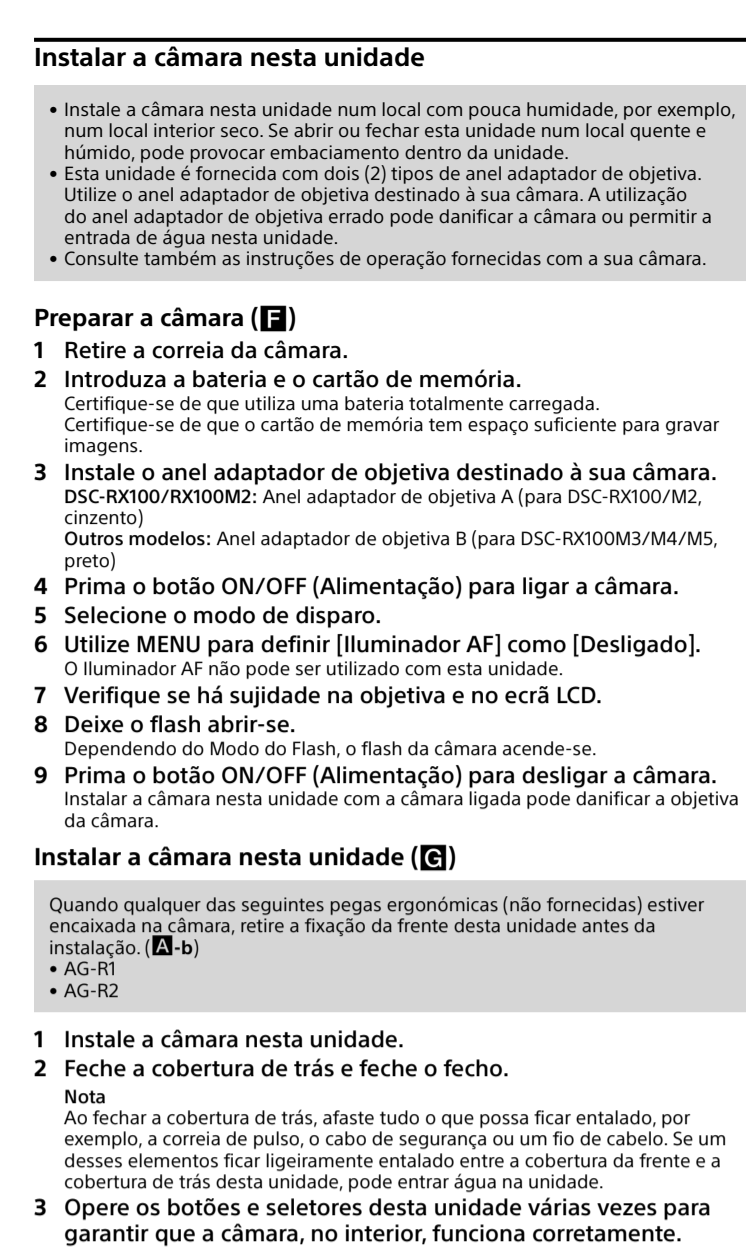 Instalar a câmara nesta unidade
• Instale a câmara nesta unidade num local com pouca humidade, por exemplo,
num local interior seco. Se abrir ou fechar esta unidade num local quente e
húmido, pode provocar embaciamento dentro da unidade.
• Esta unidade é fornecida com dois (2) tipos de anel adaptador de objetiva.
Utilize o anel adaptador de objetiva destinado à sua câmara. A utilização
do anel adaptador de objetiva errado pode danificar a câmara ou permitir a
entrada de água nesta unidade.
• Consulte também as instruções de operação fornecidas com a sua câmara.
Preparar a câmara (F)
1 Retire a correia da câmara.
2 Introduza a bateria e o cartão de memória.
Certifique-se de que utiliza uma bateria totalmente carregada.
Certifique-se de que o cartão de memória tem espaço suficiente para gravar
imagens.
3 Instale o anel adaptador de objetiva destinado à sua câmara.
DSC-RX100/RX100M2: Anel adaptador de objetiva A (para DSC-RX100/M2,
cinzento)
Outros modelos: Anel adaptador de objetiva B (para DSC-RX100M3/M4/M5,
preto)
4 Prima o botão ON/OFF (Alimentação) para ligar a câmara.
5 Selecione o modo de disparo.
6 Utilize MENU para definir [Iluminador AF] como [Desligado].
O Iluminador AF não pode ser utilizado com esta unidade.
7 Verifique se há sujidade na objetiva e no ecrã LCD.
8 Deixe o flash abrir-se.
Dependendo do Modo do Flash, o flash da câmara acende-se.
9 Prima o botão ON/OFF (Alimentação) para desligar a câmara.
Instalar a câmara nesta unidade com a câmara ligada pode danificar a objetiva
da câmara.
Instalar a câmara nesta unidade (G)
Quando qualquer das seguintes pegas ergonómicas (não fornecidas) estiver
encaixada na câmara, retire a fixação da frente desta unidade antes da
instalação. (A-b)
• AG-R1
• AG-R2
1 Instale a câmara nesta unidade.
2 Feche a cobertura de trás e feche o fecho.
Nota
Ao fechar a cobertura de trás, afaste tudo o que possa ficar entalado, por
exemplo, a correia de pulso, o cabo de segurança ou um fio de cabelo. Se um
desses elementos ficar ligeiramente entalado entre a cobertura da frente e a
cobertura de trás desta unidade, pode entrar água na unidade.
3 Opere os botões e seletores desta unidade várias vezes para
garantir que a câmara, no interior, funciona corretamente.